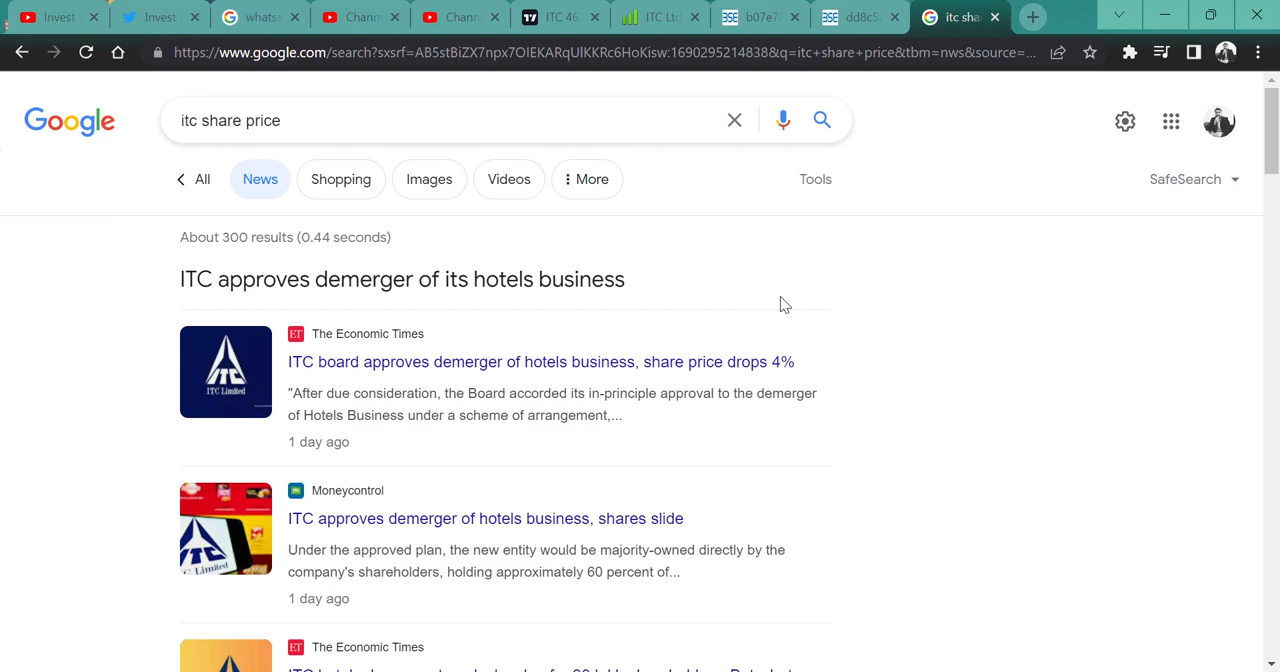 Invest
Invest
whatsa
Chann
Chann
ITC 46
ITC Ltd
b07e7
dd8c5
itc sha
https://www.google.com/search?sxsrf=AB5stBiZX7npx7OIEKARqUlKKRc6HoKisw:1690295214838&q=itc+share+price&tbm=nws&source=...
Google
itc share price
All
News
Shopping
Images
Videos
More
Tools
SafeSearch
About 300 results (0.44 seconds)
ITC approves demerger of its hotels business
ET The Economic Times
ITC board approves demerger of hotels business, share price drops 4%
"After due consideration, the Board accorded its in-principle approval to the demerger
of Hotels Business under a scheme of arrangement,...
1 day ago
ITC Limited
m Moneycontrol
ITC approves demerger of hotels business, shares slide
Under the approved plan, the new entity would be majority-owned directly by the
company's shareholders, holding approximately 60 percent of...
1 day ago
ET The Economic Times